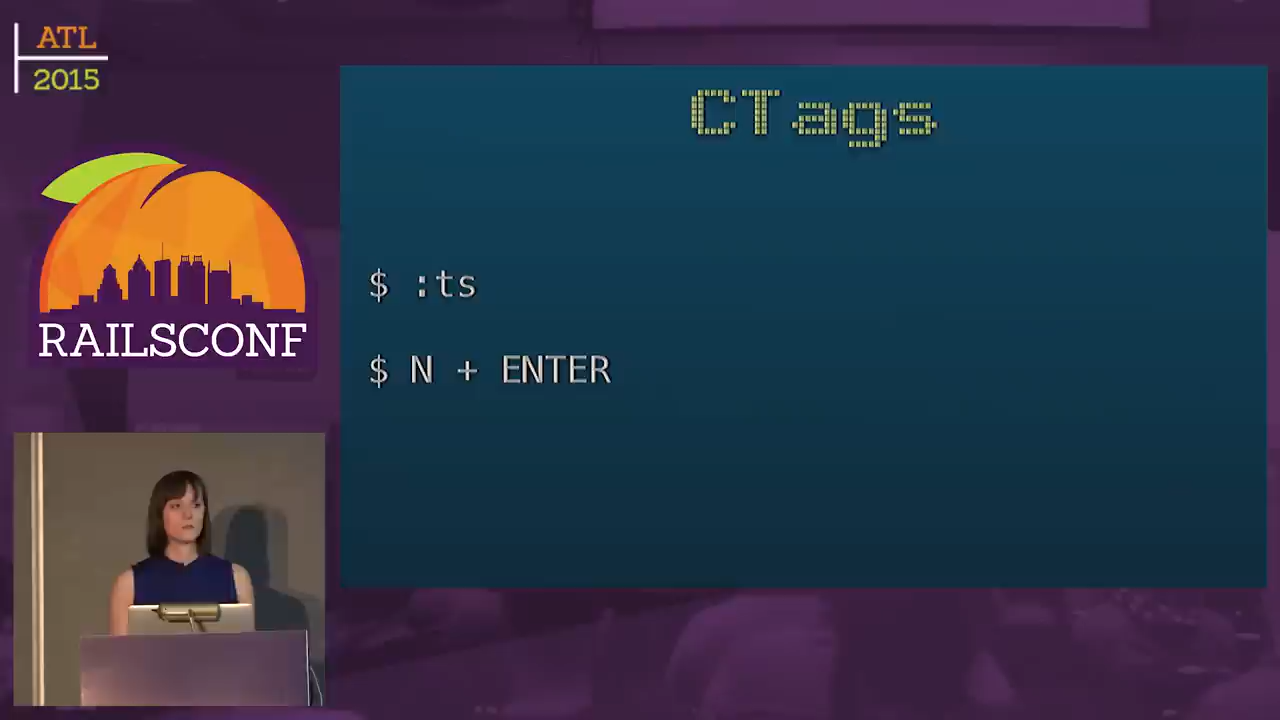 ATL
2015
RAILSCONF
CTags
$ :ts
$ N + ENTER